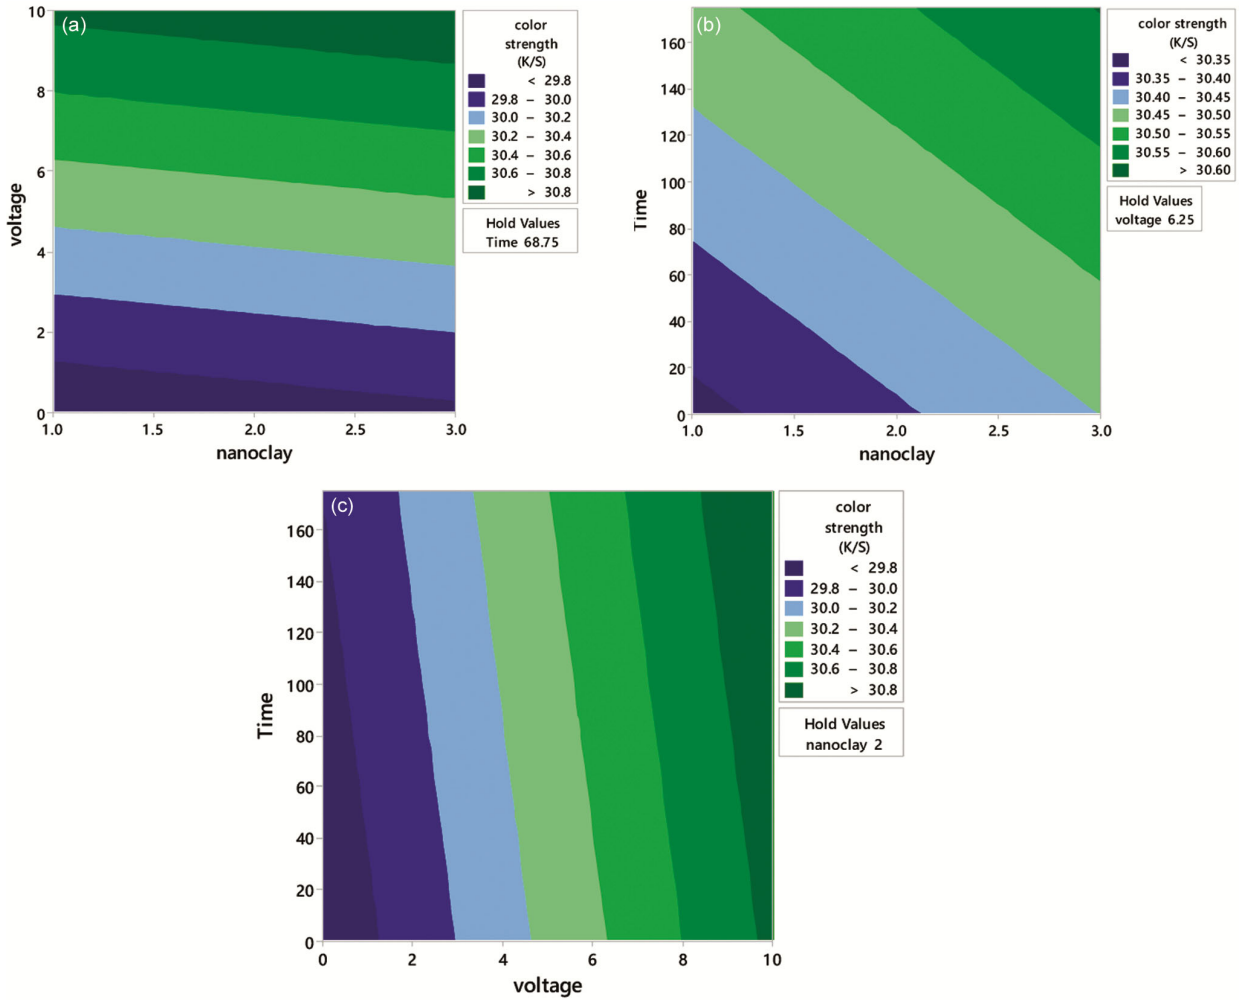 (a)
10
8
6
4
2
0
voltage
1.0 1.5 2.0 2.5 3.0
nanoclay
color
strength
(K/S)
< 29.8
29.8 – 30.0
30.0 – 30.2
30.2 – 30.4
30.4 – 30.6
30.6 – 30.8
> 30.8
Hold Values
Time 68.75
(b)
160
140
120
100
80
60
40
20
0
Time
1.0 1.5 2.0 2.5 3.0
nanoclay
color strength
(K/S)
< 30.35
30.35 – 30.40
30.40 – 30.45
30.45 – 30.50
30.50 – 30.55
30.55 – 30.60
> 30.60
Hold Values
voltage 6.25
(c)
160
140
120
100
80
60
40
20
0
Time
0 2 4 6 8 10
voltage
color
strength
(K/S)
< 29.8
29.8 – 30.0
30.0 – 30.2
30.2 – 30.4
30.4 – 30.6
30.6 – 30.8
> 30.8
Hold Values
nanoclay 2